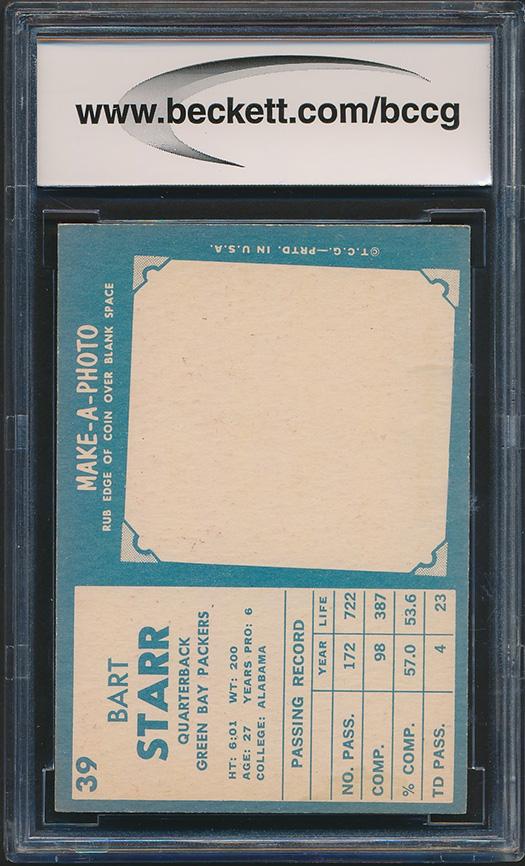 www.beckett.com/bccg
©T.C.G.—PRTD. IN U.S.A.
MAKE-A-PHOTO
RUB EDGE OF COIN OVER BLANK SPACE
39
BART
STARR
QUARTERBACK
GREEN BAY PACKERS
HT: 6:01 WT: 200
AGE: 27 YEARS PRO: 6
COLLEGE: ALABAMA
PASSING RECORD
YEAR LIFE
NO. PASS. 172 722
COMP. 98 387
% COMP. 57.0 53.6
TD PASS. 4 23